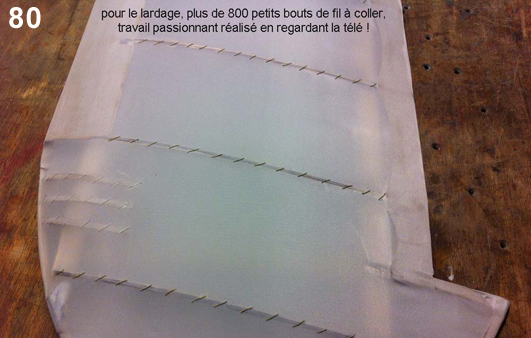 80
pour le lardage, plus de 800 petits bouts de fil à coller,
travail passionnant réalisé en regardant la télé !